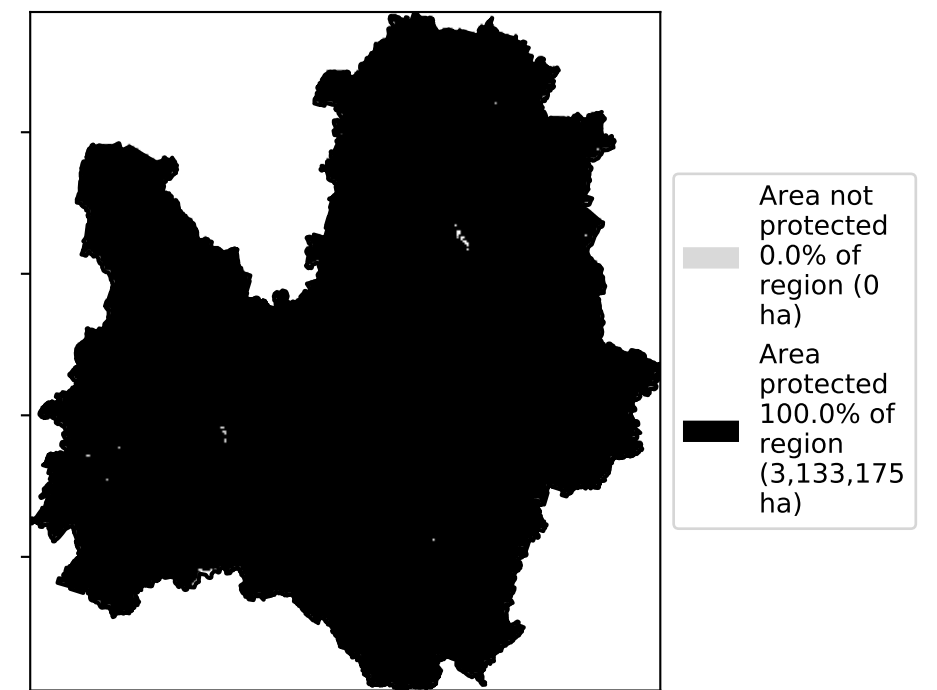 Area not
protected
0.0% of
region (0
ha)
Area
protected
100.0% of
region
(3,133,175
ha)